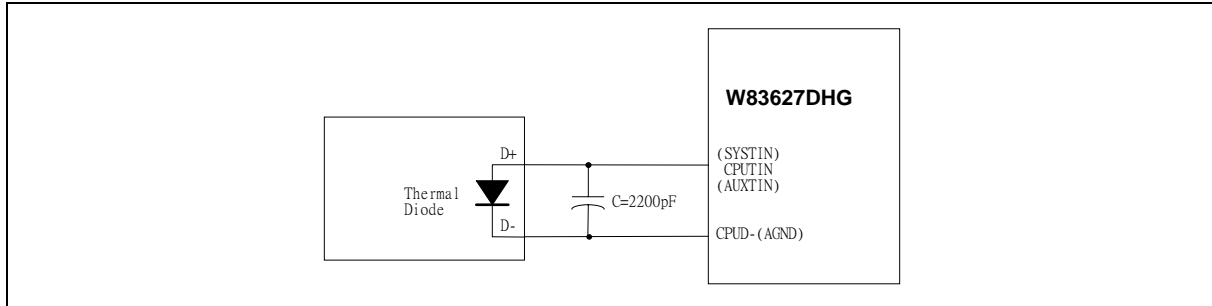 W83627DHG
D+
(SYSTIN)
CPUTIN
(AUXTIN)
Thermal
Diode
C=2200pF
D-
CPUD-(AGND)